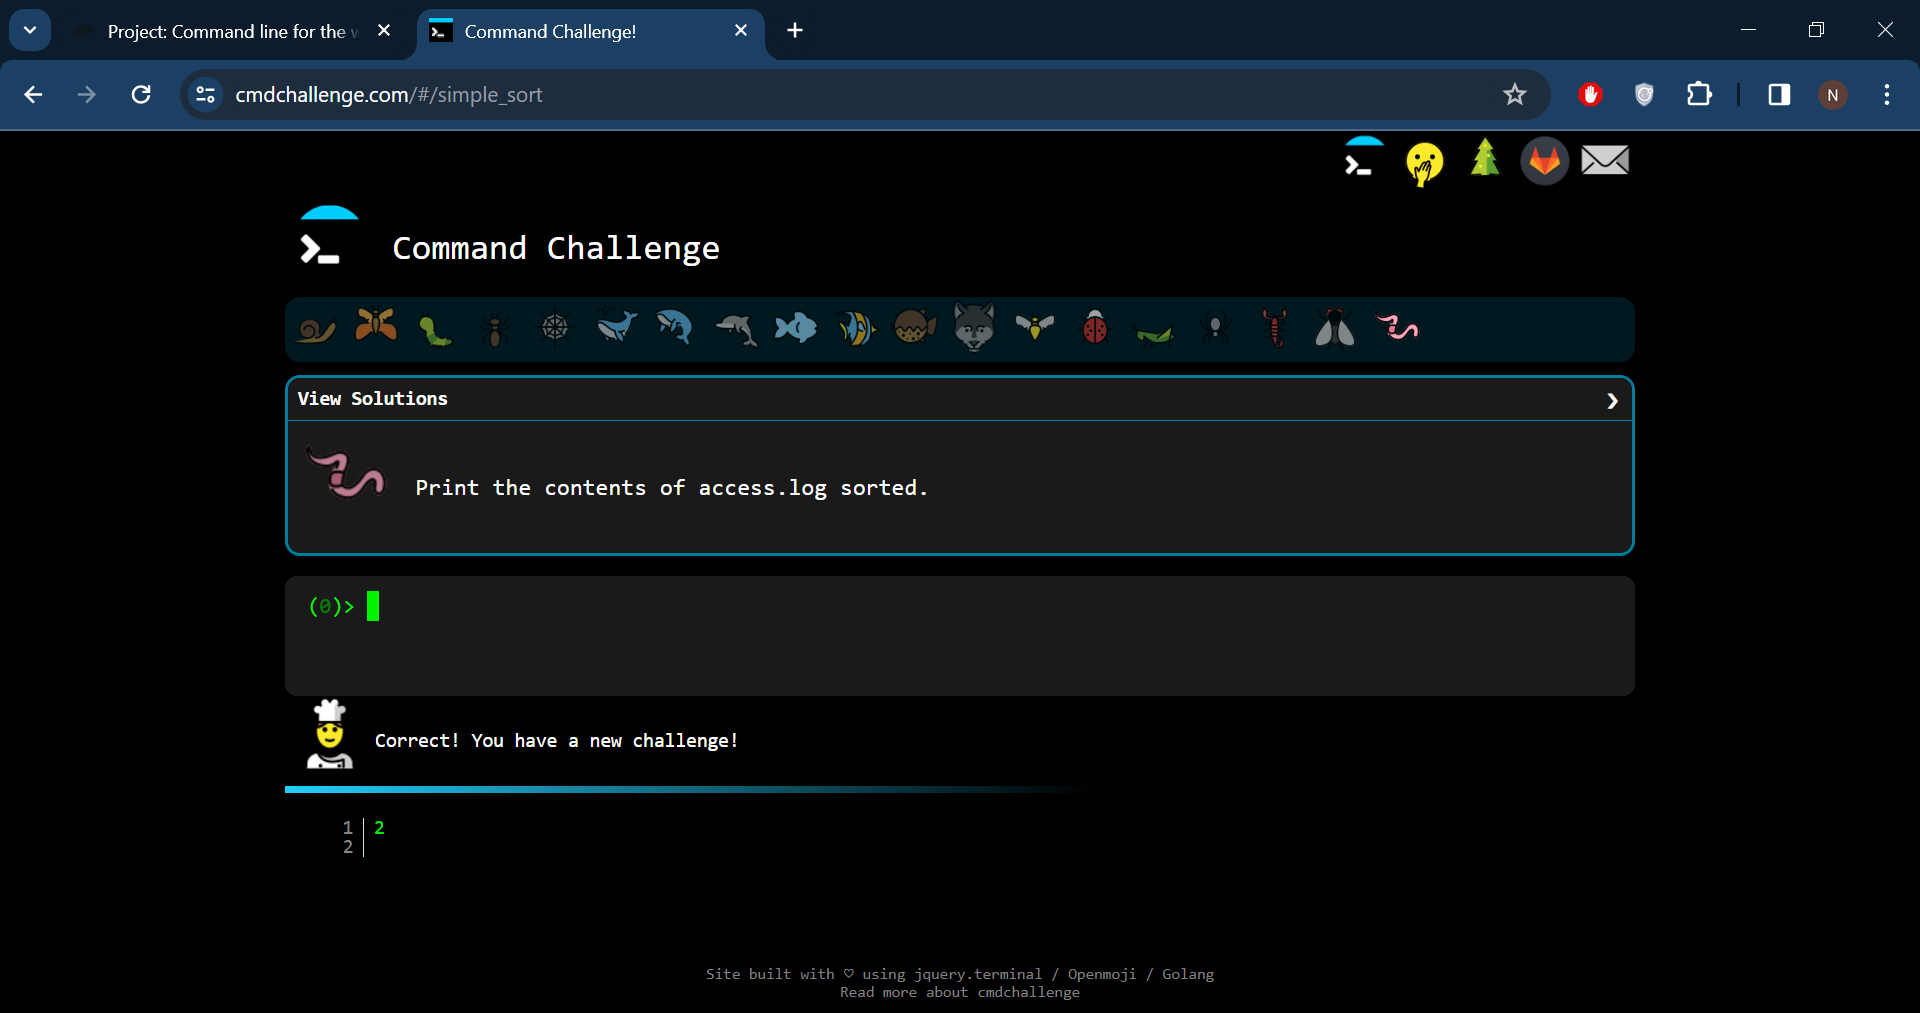 Project: Command line for the w
Command Challenge!
cmdchallenge.com/#/simple_sort
N
Command Challenge
View Solutions
Print the contents of access.log sorted.
(0)>
Correct! You have a new challenge!
1 2
2
Site built with ♡ using jquery.terminal / Openmoji / Golang
Read more about cmdchallenge